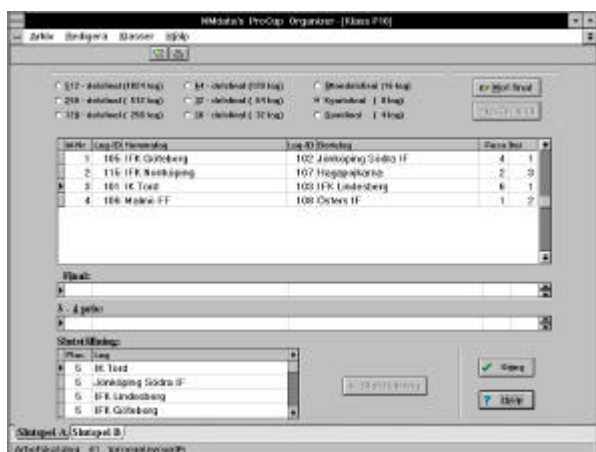 NMdata's ProCup Organizer - [Klass P10]
Arkiv Redigera Klasser Hjälp
512 - delsfinal (1024 lag) 64 - delsfinal (128 lag) Åttondelsfinal (16 lag)
256 - delsfinal ( 512 lag) 32 - delsfinal ( 64 lag) Kvartsfinal ( 8 lag)
128 - delsfinal ( 256 lag) 16 - delsfinal ( 32 lag) Semifinal ( 4 lag)
M-Nr Lag-ID Hemmalag Lag-ID Bortalag
1 105 IFK Göteborg 102 Jönköping Södra IF 4 1
2 115 IFK Norrköping 107 Hagapojkarna 2 3
3 101 IK Tord 103 IFK Lindesberg 6 1
4 106 Malmö FF 108 Östers IF 1 2
Final:
3 - 4 pris:
Slutställning:
Plac. Lag
5 IK Tord
5 Jönköping Södra IF
5 IFK Lindesberg
5 IFK Göteborg
Stäng
Hjälp
Slutspel A Slutspel B